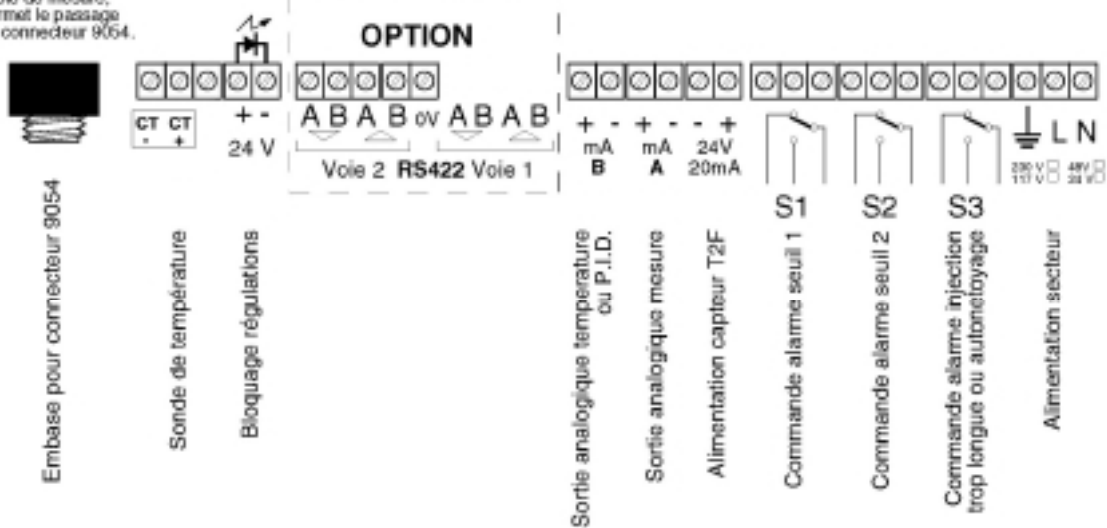 de mesure,
le passage
connecteur 9054.
OPTION
CT CT
- +
+ -
24 V
A B A B 0V A B A B
Voie 2 RS422 Voie 1
+ - + - - +
mA mA 24V
B A 20mA
L N
230 V 48V
117 V 24 V
S1 S2 S3
Embase pour connecteur 9054
Sonde de température
Bloquage régulations
Sortie analogique temperature
ou P.I.D.
Sortie analogique mesure
Alimentation capteur T2F
Commande alarme seuil 1
Commande alarme seuil 2
Commande alarme injection
trop longue ou autonetoyage
Alimentation secteur